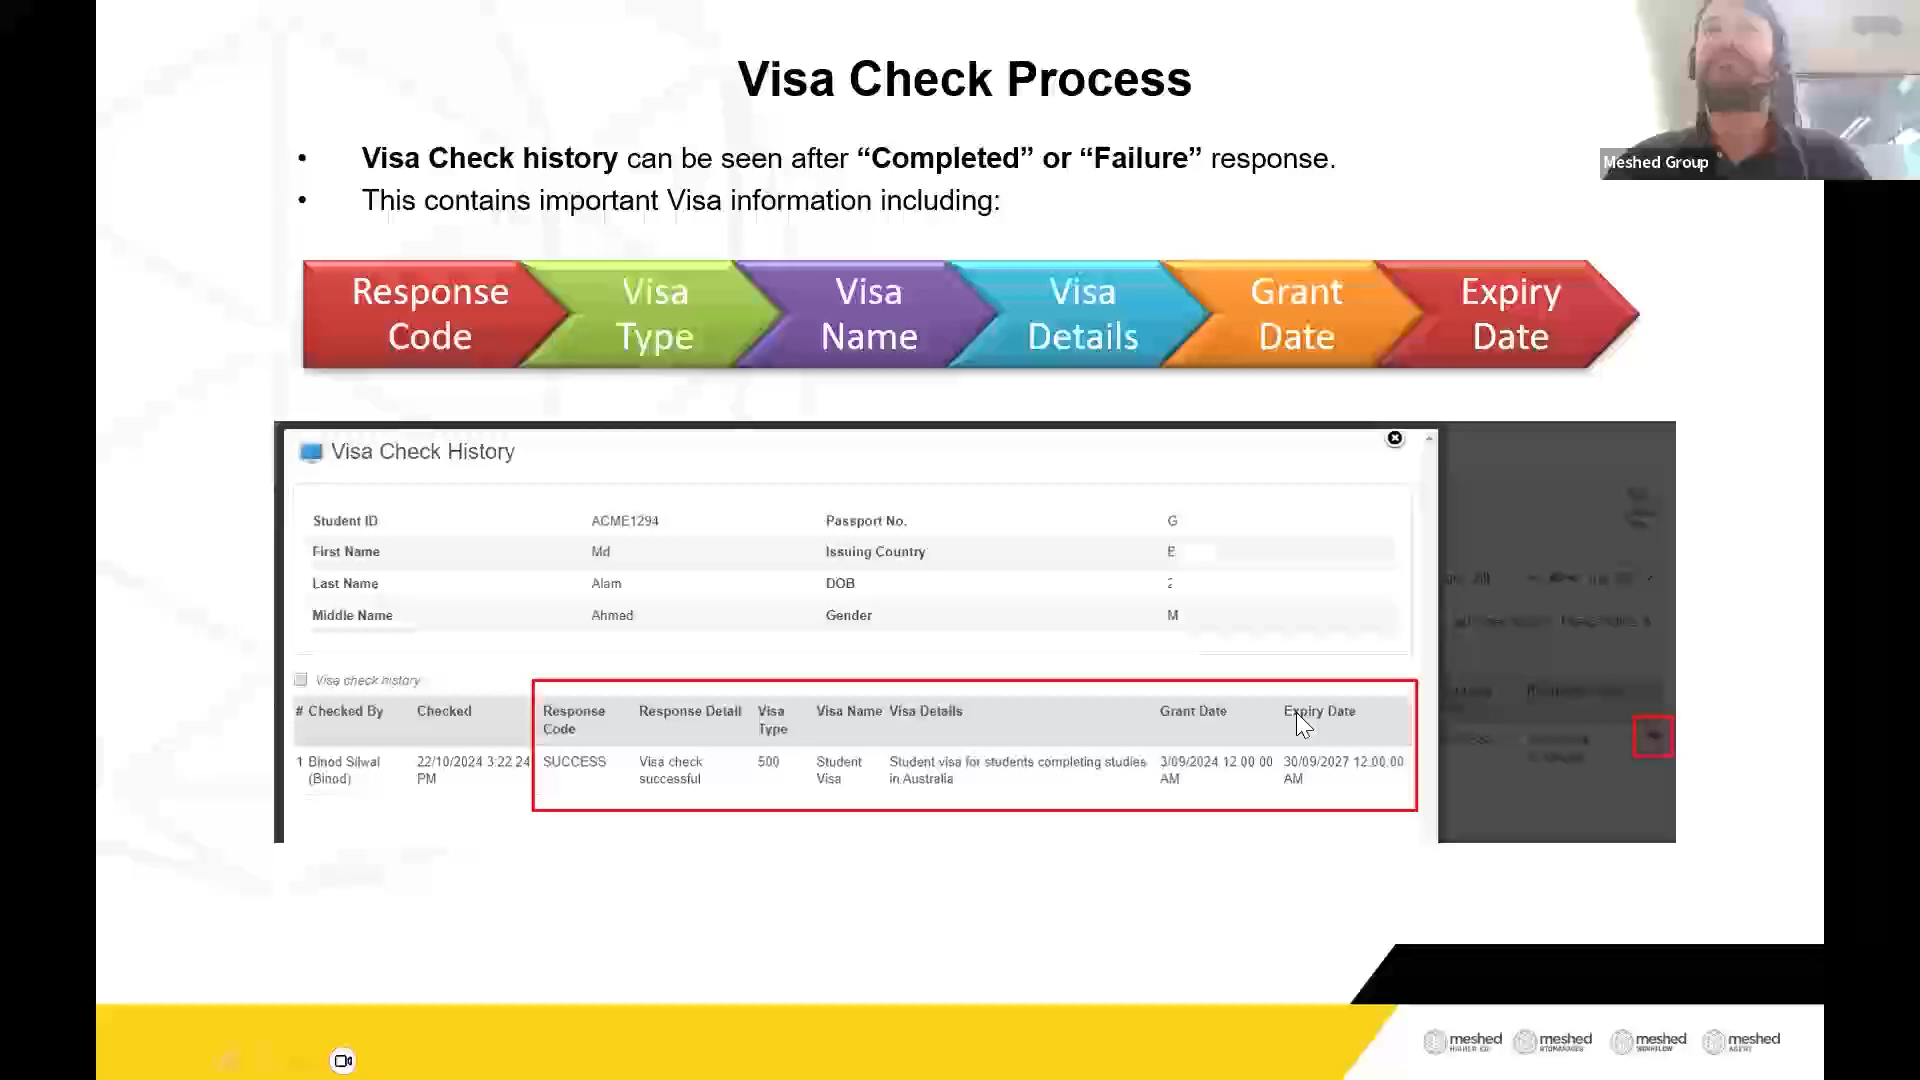 Visa Check Process
• Visa Check history can be seen after “Completed” or “Failure” response.
• This contains important Visa information including:
Meshed Group
Response Code
Visa Type
Visa Name
Visa Details
Grant Date
Expiry Date
Visa Check History
Student ID ACME1294 Passport No. G
First Name Md Issuing Country
Last Name Alam DOB
Middle Name Ahmed Gender M
Visa check history
# Checked By Checked Response Code Response Detail Visa Type Visa Name Visa Details Grant Date Expiry Date
1 Binod Silwal (Binod) 22/10/2024 3:22:24 PM SUCCESS Visa check successful 500 Student Visa Student visa for students completing studies in Australia 3/09/2024 12:00:00 AM 30/09/2027 12:00:00 AM
meshed HIGHER ED
meshed RTOMANAGER
meshed WORKFLOW
meshed AGENT